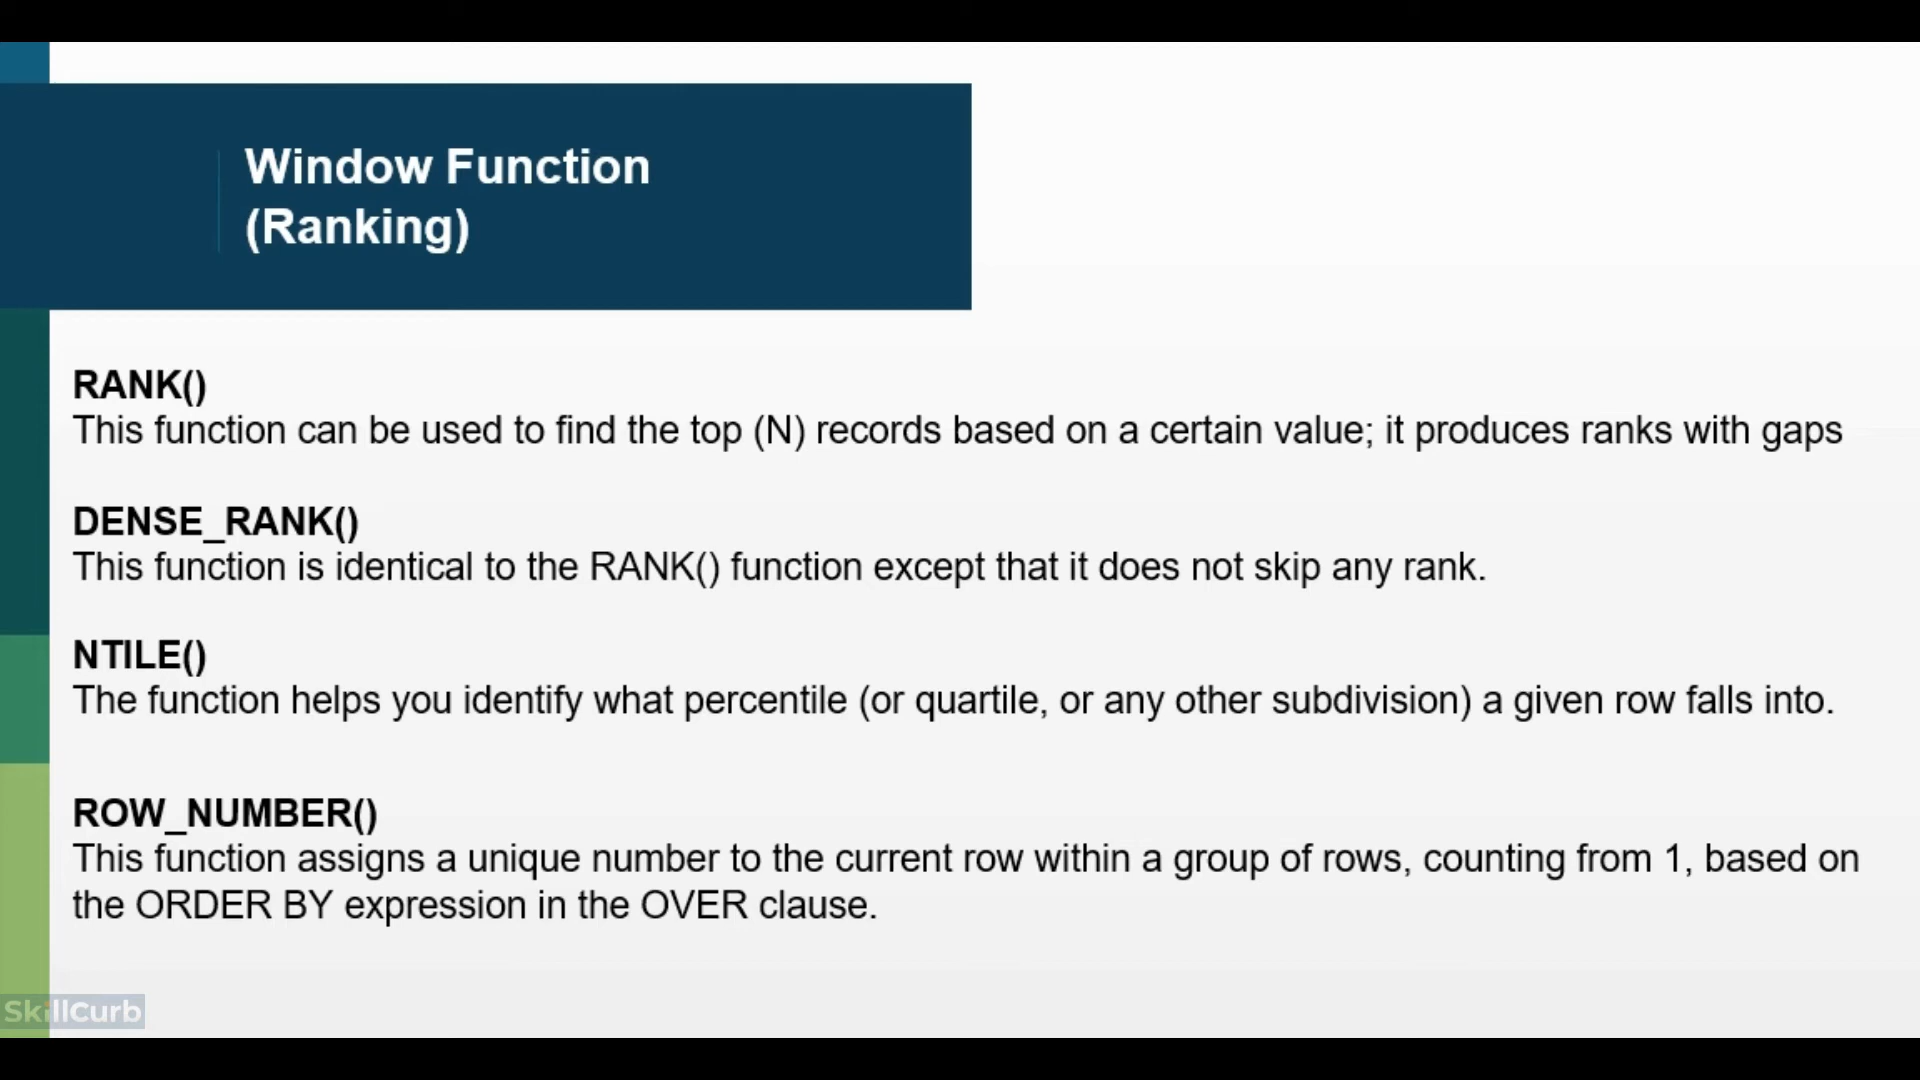 Window Function
(Ranking)
RANK()
This function can be used to find the top (N) records based on a certain value; it produces ranks with gaps
DENSE_RANK()
This function is identical to the RANK() function except that it does not skip any rank.
NTILE()
The function helps you identify what percentile (or quartile, or any other subdivision) a given row falls into.
ROW_NUMBER()
This function assigns a unique number to the current row within a group of rows, counting from 1, based on
the ORDER BY expression in the OVER clause.
SkillCurb